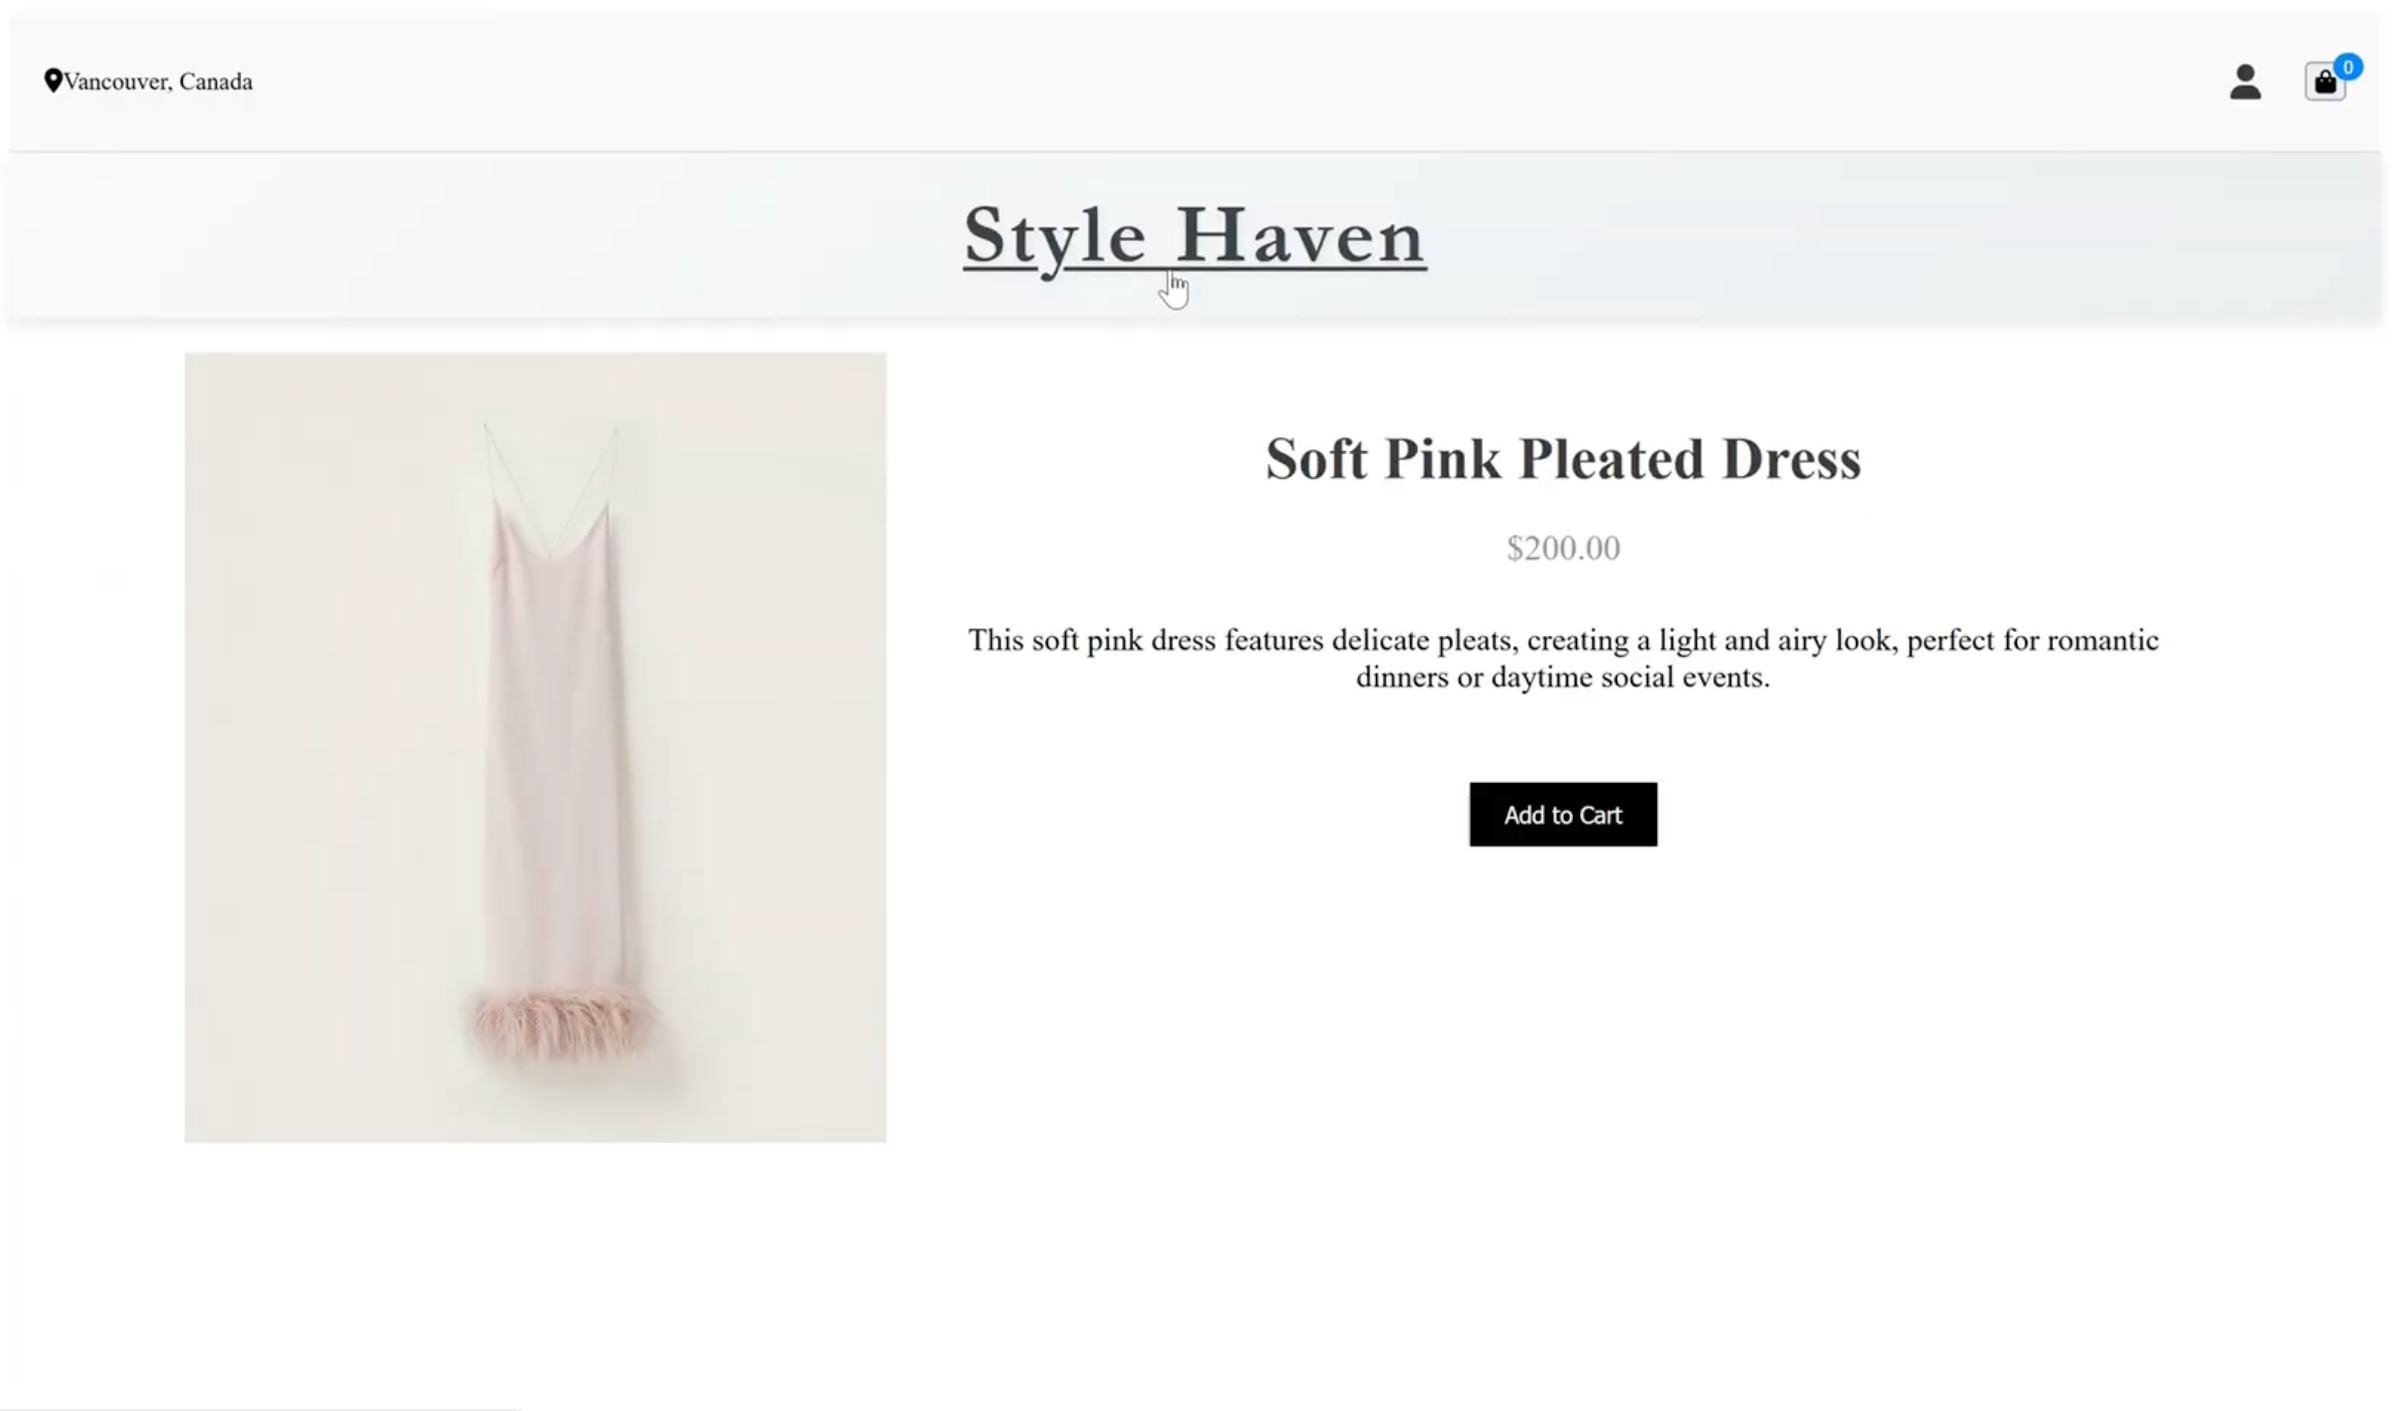 Vancouver, Canada
0
Style Haven
Soft Pink Pleated Dress
$200.00
This soft pink dress features delicate pleats, creating a light and airy look, perfect for romantic
dinners or daytime social events.
Add to Cart